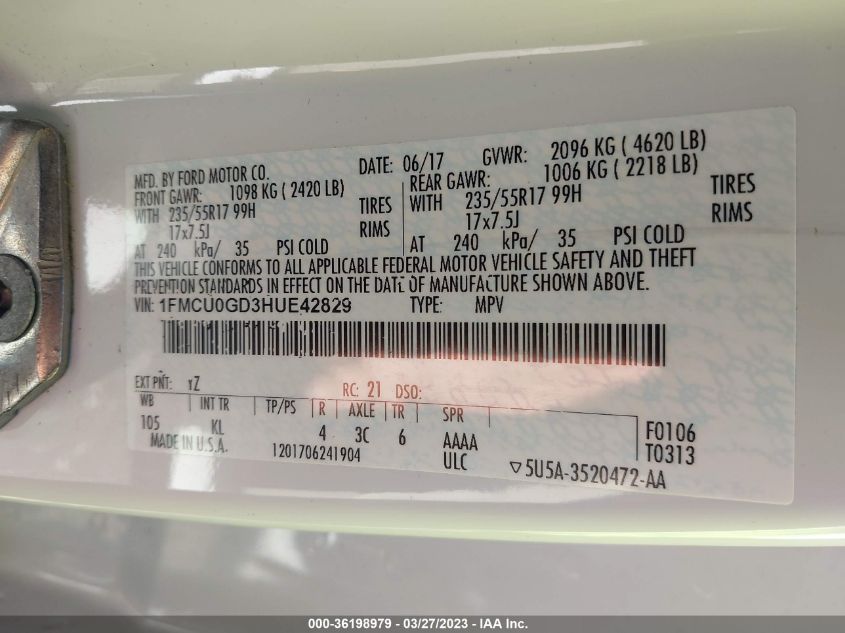 MFD. BY FORD MOTOR CO. DATE: 06/17 GVWR: 2096 KG ( 4620 LB)
FRONT GAWR: 1098 KG ( 2420 LB) REAR GAWR: 1006 KG ( 2218 LB)
WITH 235/55R17 99H TIRES WITH 235/55R17 99H TIRES
17x7.5J RIMS 17x7.5J RIMS
AT 240 kPa/ 35 PSI COLD AT 240 kPa/ 35 PSI COLD
THIS VEHICLE CONFORMS TO ALL APPLICABLE FEDERAL MOTOR VEHICLE SAFETY AND THEFT
PREVENTION STANDARDS IN EFFECT ON THE DATE OF MANUFACTURE SHOWN ABOVE.
VIN: 1FMCU0GD3HUE42829 TYPE: MPV
EXT PNT: YZ RC: 21 DSO:
WB INT TR TP/PS R AXLE TR SPR
105 KL 4 3C 6 AAAA F0106
MADE IN U.S.A. 1201706241904 ULC T0313
▽5U5A-3520472-AA
000-36198979 - 03/27/2023 - © IAA Inc.